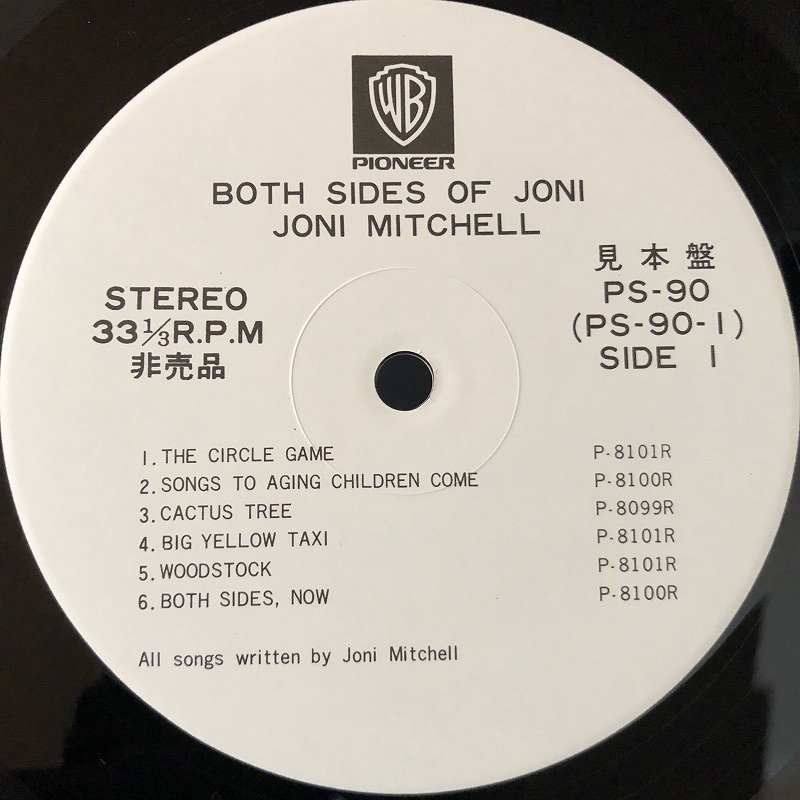 WB
PIONEER
BOTH SIDES OF JONI
JONI MITCHELL
STEREO
33⅓R.P.M
非売品
見本盤
PS-90
(PS-90-1)
SIDE 1
1. THE CIRCLE GAME P-8101R
2. SONGS TO AGING CHILDREN COME P-8100R
3. CACTUS TREE P-8099R
4. BIG YELLOW TAXI P-8101R
5. WOODSTOCK P-8101R
6. BOTH SIDES, NOW P-8100R
All songs written by Joni Mitchell